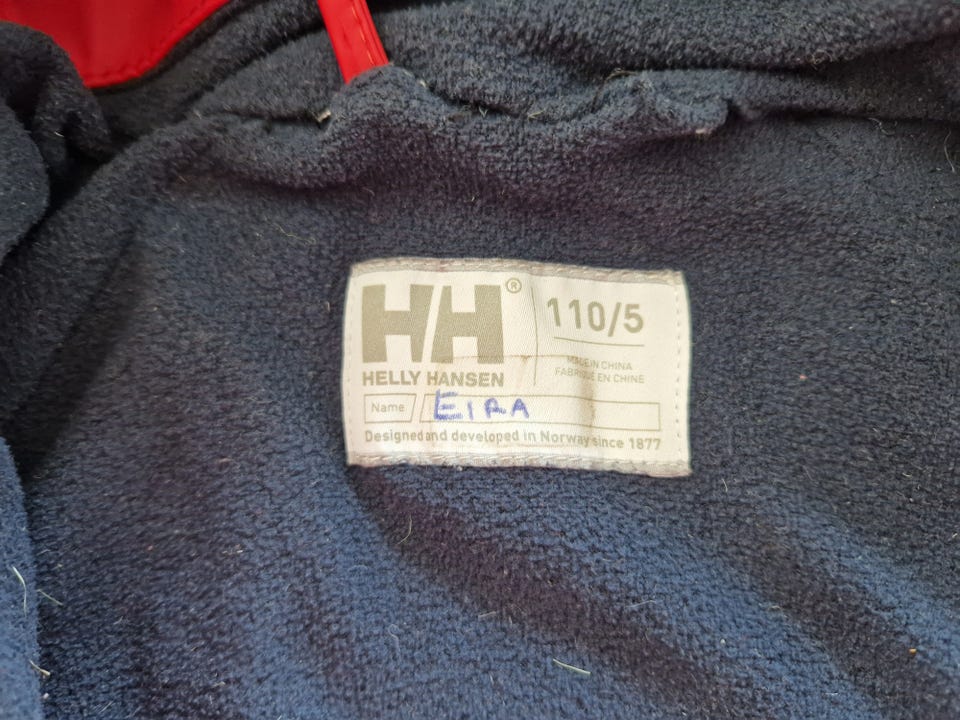 HH®
HELLY HANSEN
110/5
MADE IN CHINA
FABRIQUÉ EN CHINE
Name EIRA
Designed and developed in Norway since 1877